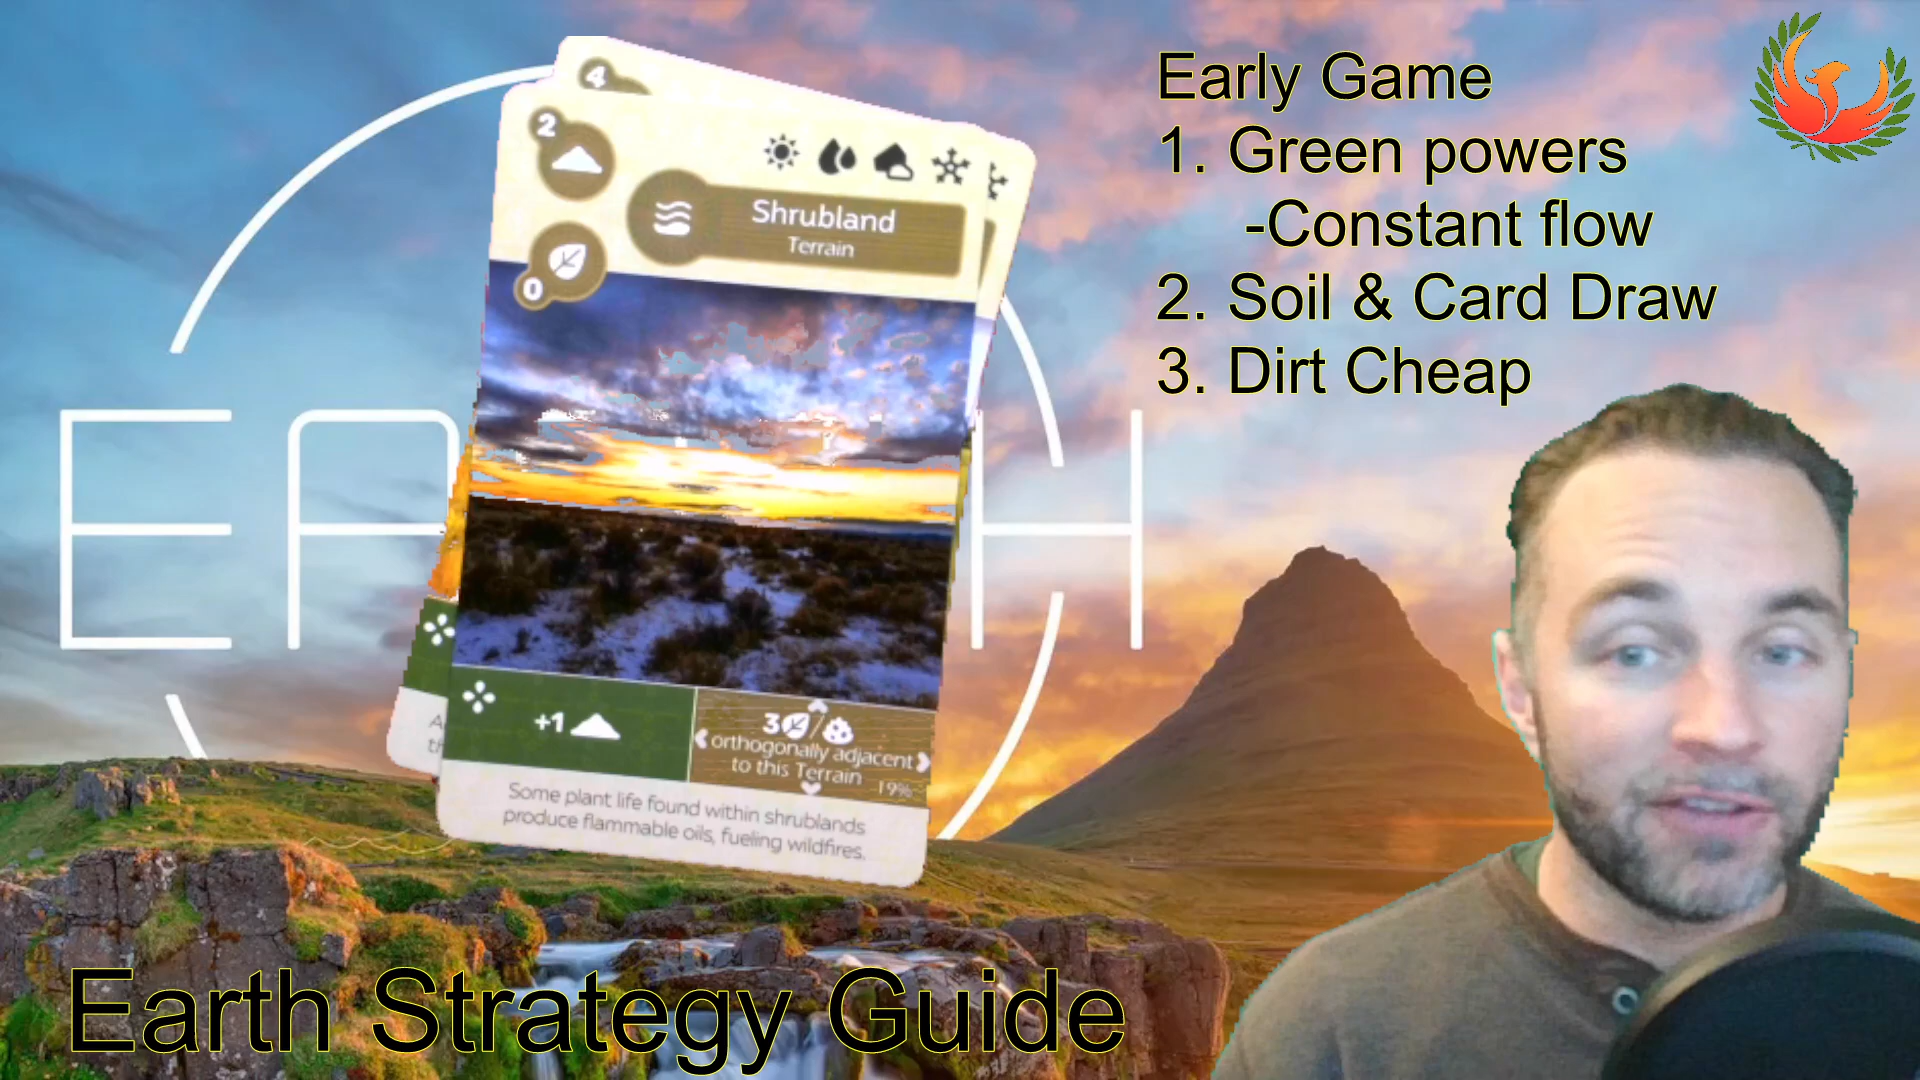 Early Game
1. Green powers
-Constant flow
2. Soil & Card Draw
3. Dirt Cheap
4
2
Shrubland
Terrain
0
EARTH
+1
3 /
orthogonally adjacent
to this Terrain
19%
Some plant life found within shrublands
produce flammable oils, fueling wildfires.
A
th
Earth Strategy Guide